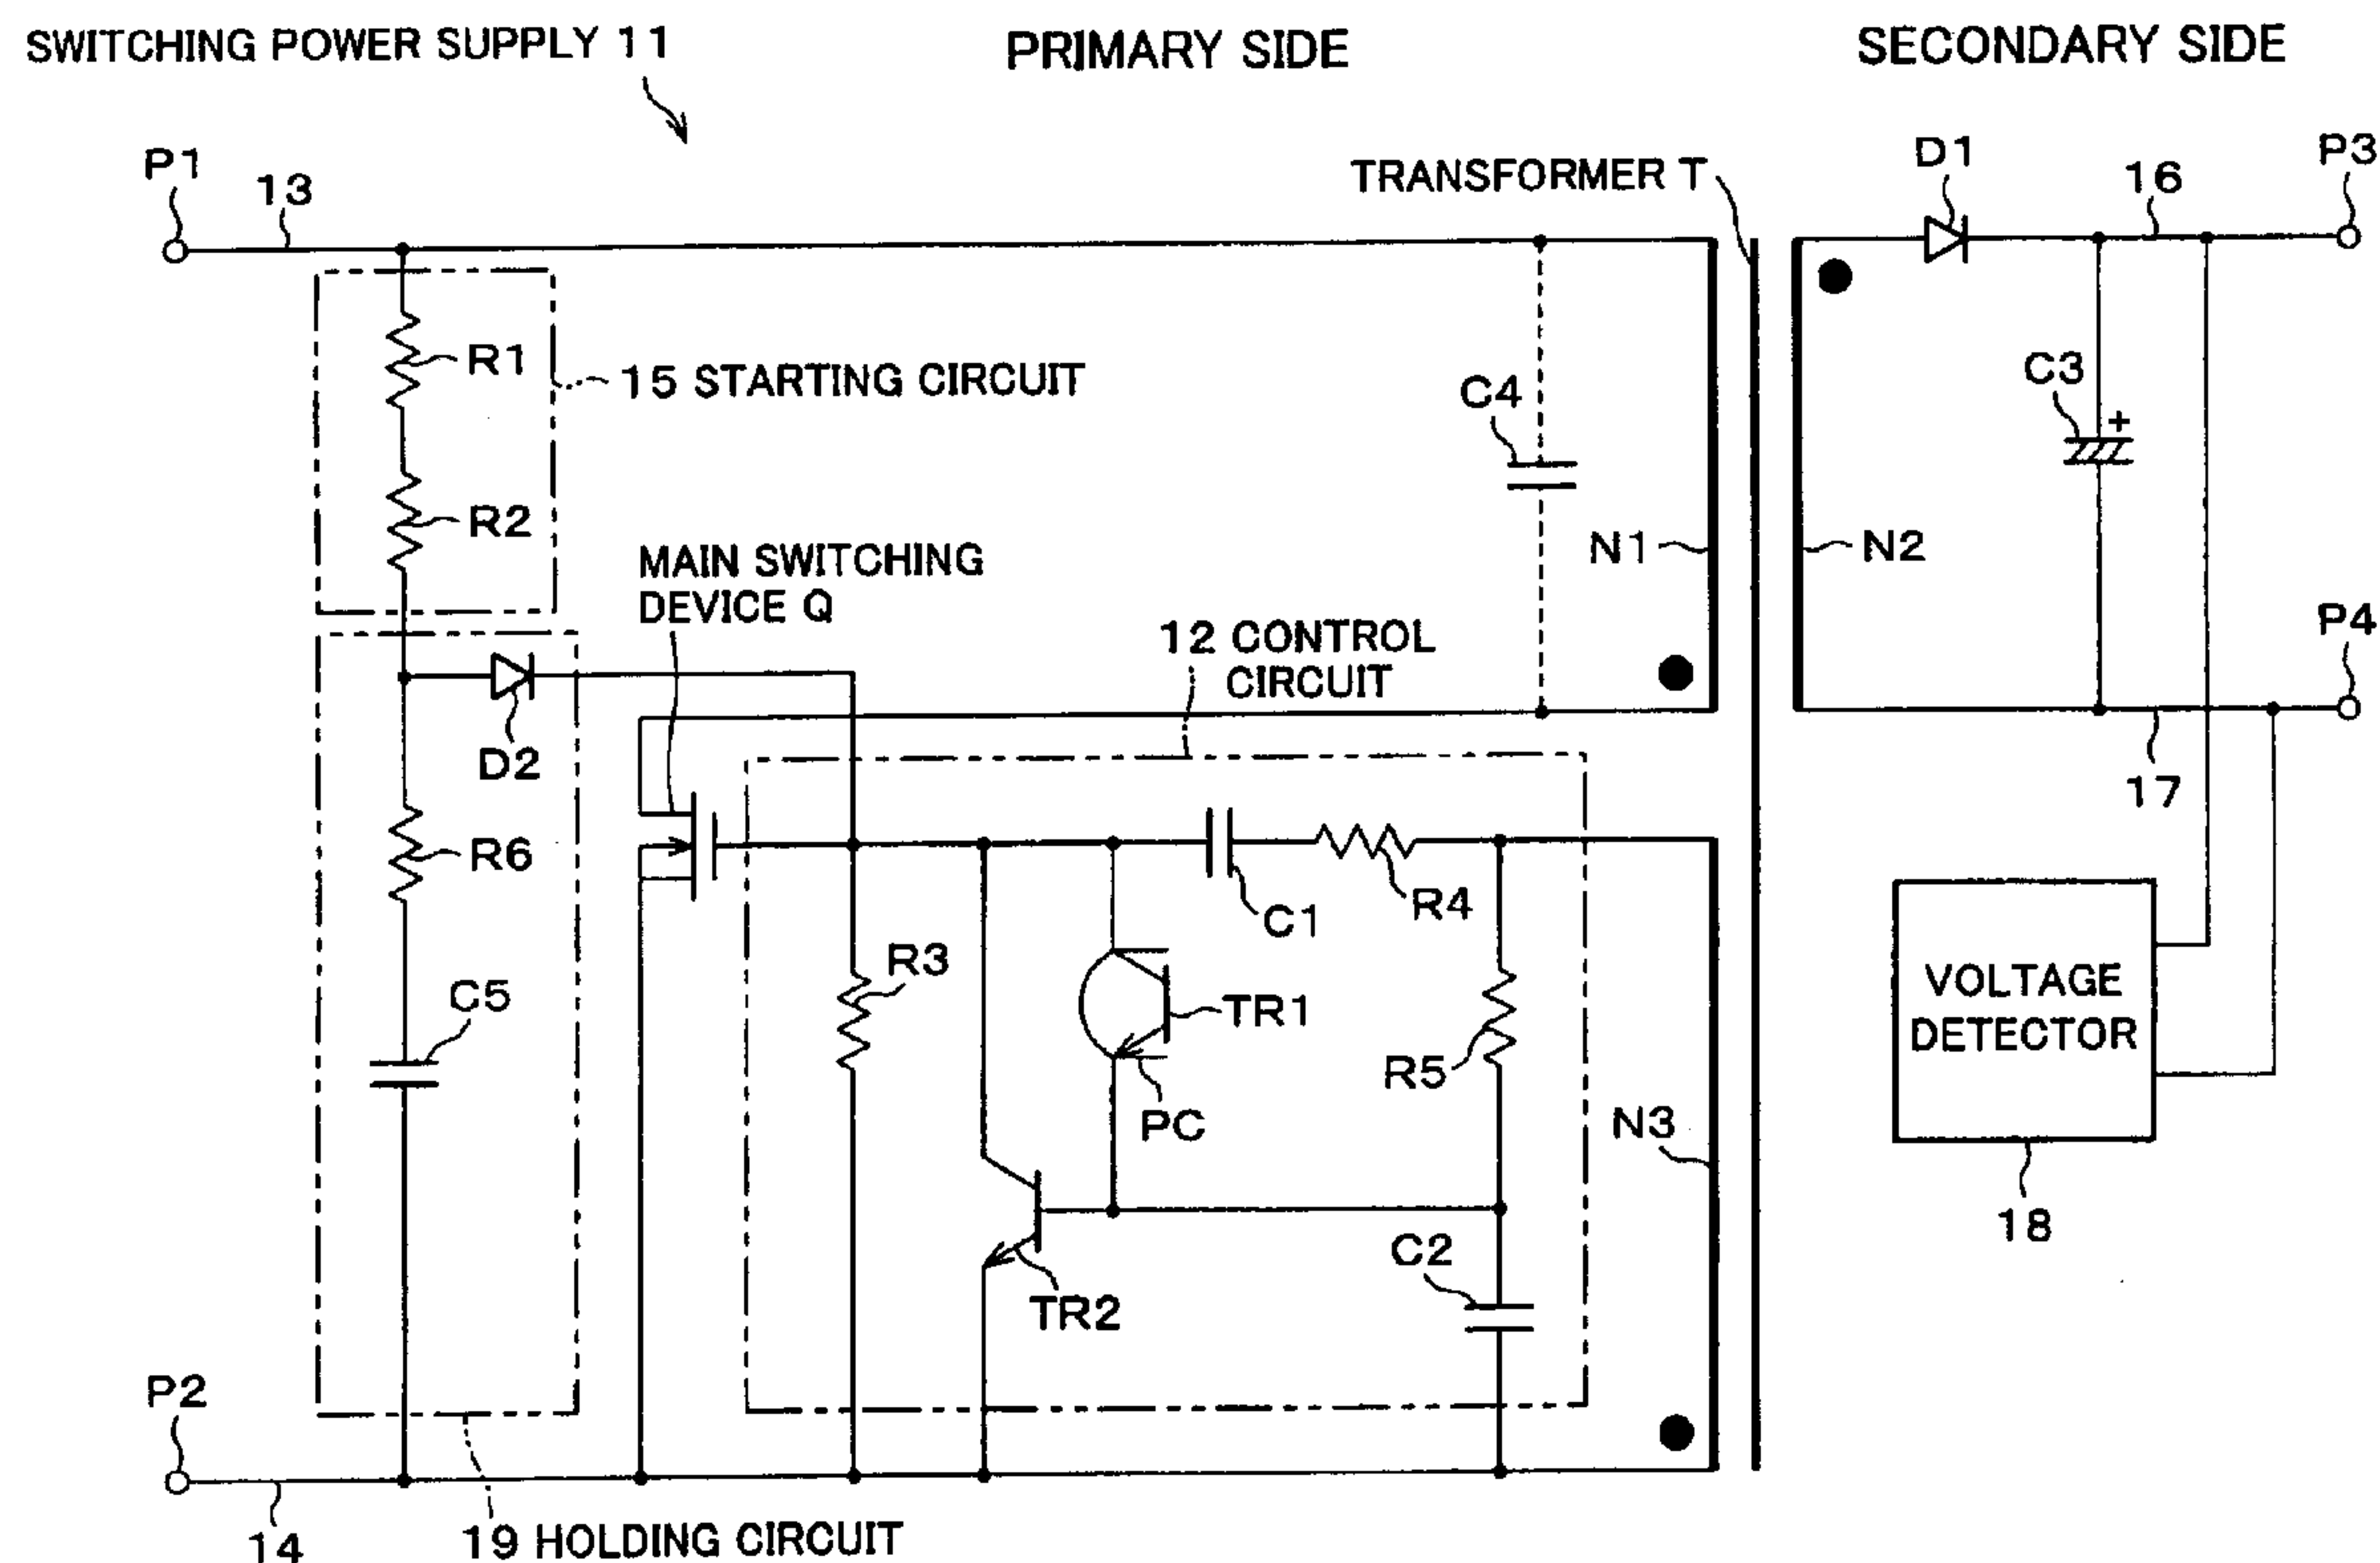 SWITCHING POWER SUPPLY 11
PRIMARY SIDE
SECONDARY SIDE
P1
13
TRANSFORMER T
D1
16
P3
R1
15 STARTING CIRCUIT
C4
C3
+
R2
MAIN SWITCHING
DEVICE Q
N1
N2
12 CONTROL
CIRCUIT
P4
D2
17
R6
C1
R4
R3
C5
TR1
VOLTAGE
DETECTOR
R5
PC
N3
18
C2
TR2
P2
14
19 HOLDING CIRCUIT